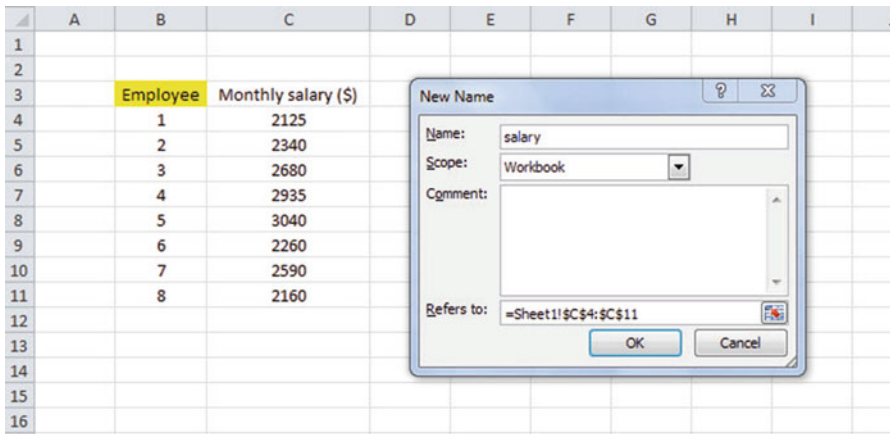 A B C D E F G H I
1
2
3 Employee Monthly salary ($)
4 1 2125
5 2 2340
6 3 2680
7 4 2935
8 5 3040
9 6 2260
10 7 2590
11 8 2160
12
13
14
15
16
New Name
Name: salary
Scope: Workbook
Comment:
Refers to: =Sheet1!$C$4:$C$11
OK Cancel